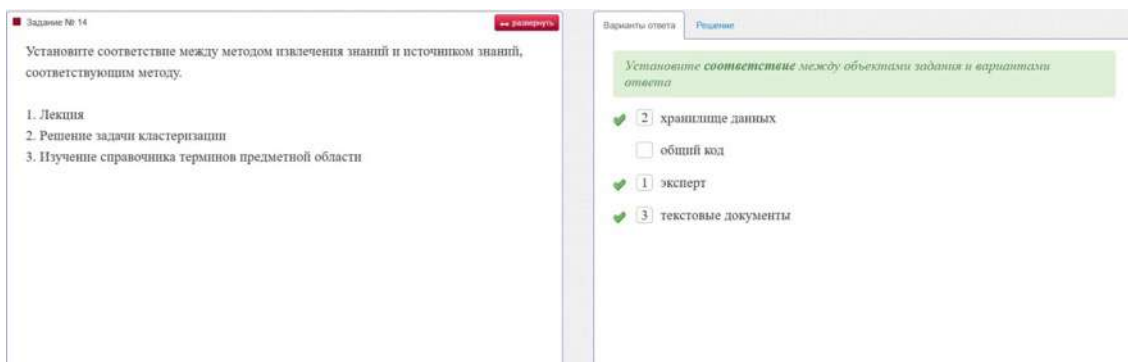 Задание № 14
развернуть
Установите соответствие между методом извлечения знаний и источником знаний,
соответствующим методу.
1. Лекция
2. Решение задачи кластеризации
3. Изучение справочника терминов предметной области
Варианты ответа
Решение
Установите соответствие между объектами задания и вариантами
ответа
2 хранилище данных
общий код
1 эксперт
3 текстовые документы